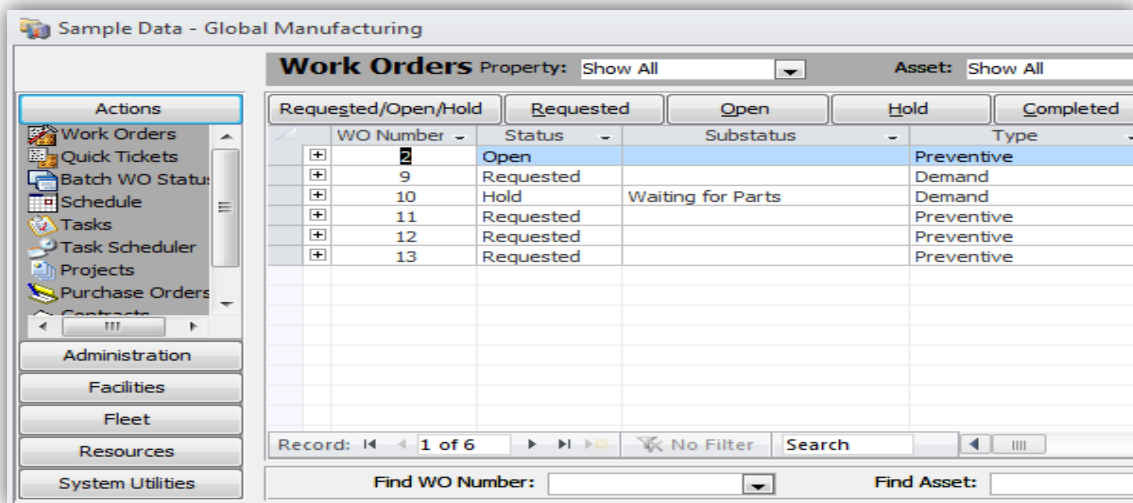 Sample Data - Global Manufacturing
Work Orders Property: Show All Asset: Show All
Actions
Work Orders
Quick Tickets
Batch WO Statu
Schedule
Tasks
Task Scheduler
Projects
Purchase Orders
Contracts
Administration
Facilities
Fleet
Resources
System Utilities
Requested/Open/Hold Requested Open Hold Completed
WO Number Status Substatus Type
2 Open Preventive
9 Requested Demand
10 Hold Waiting for Parts Demand
11 Requested Preventive
12 Requested Preventive
13 Requested Preventive
Record: 1 of 6 No Filter Search
Find WO Number: Find Asset: